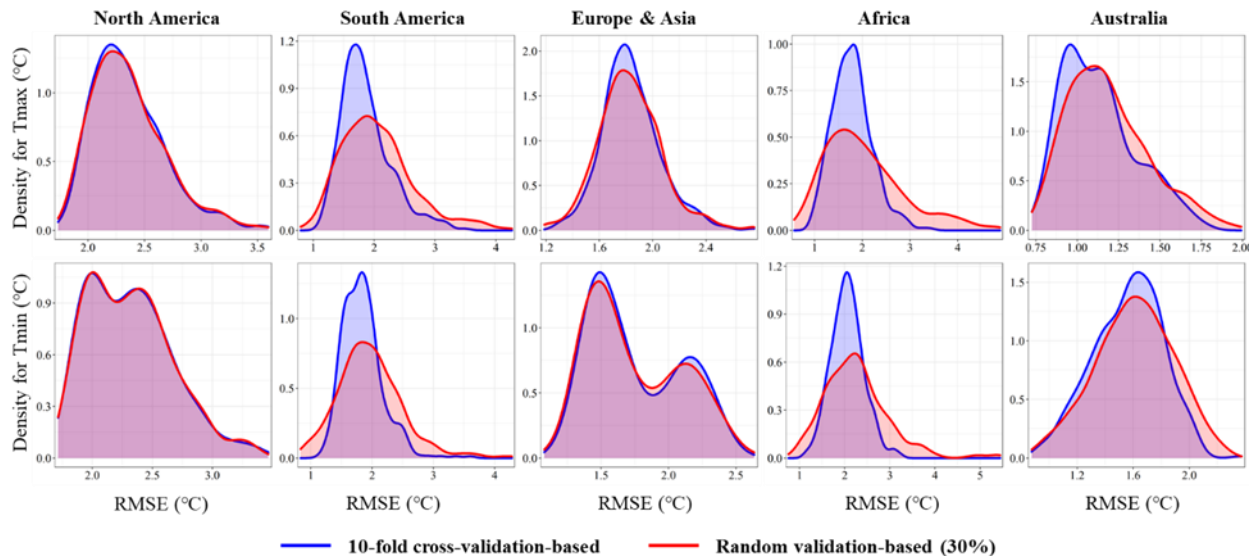 North America South America Europe & Asia Africa Australia
Density for Tmax (°C)
0.0 0.5 1.0
2.0 2.5 3.0 3.5
0.0 0.3 0.6 0.9 1.2
1 2 3 4
0.0 0.5 1.0 1.5 2.0
1.2 1.6 2.0 2.4
0.00 0.25 0.50 0.75 1.00
1 2 3 4
0.0 0.5 1.0 1.5
0.75 1.00 1.25 1.50 1.75 2.00
Density for Tmin (°C)
0.0 0.3 0.6 0.9
2.0 2.5 3.0
0.0 0.5 1.0
1 2 3 4
0.0 0.5 1.0
1.5 2.0 2.5
0.0 0.3 0.6 0.9 1.2
1 2 3 4 5
0.0 0.5 1.0 1.5
1.2 1.6 2.0
RMSE (°C) RMSE (°C) RMSE (°C) RMSE (°C) RMSE (°C)
10-fold cross-validation-based Random validation-based (30%)